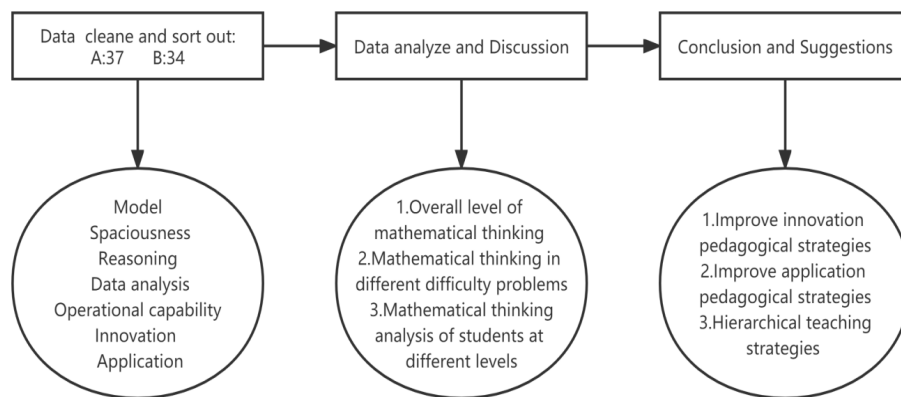 Data cleane and sort out:
A:37 B:34
Data analyze and Discussion
Conclusion and Suggestions
Model
Spaciousness
Reasoning
Data analysis
Operational capability
Innovation
Application
1.Overall level of
mathematical thinking
2.Mathematical thinking in
different difficulty problems
3.Mathematical thinking
analysis of students at
different levels
1.Improve innovation
pedagogical strategies
2.Improve application
pedagogical strategies
3.Hierarchical teaching
strategies